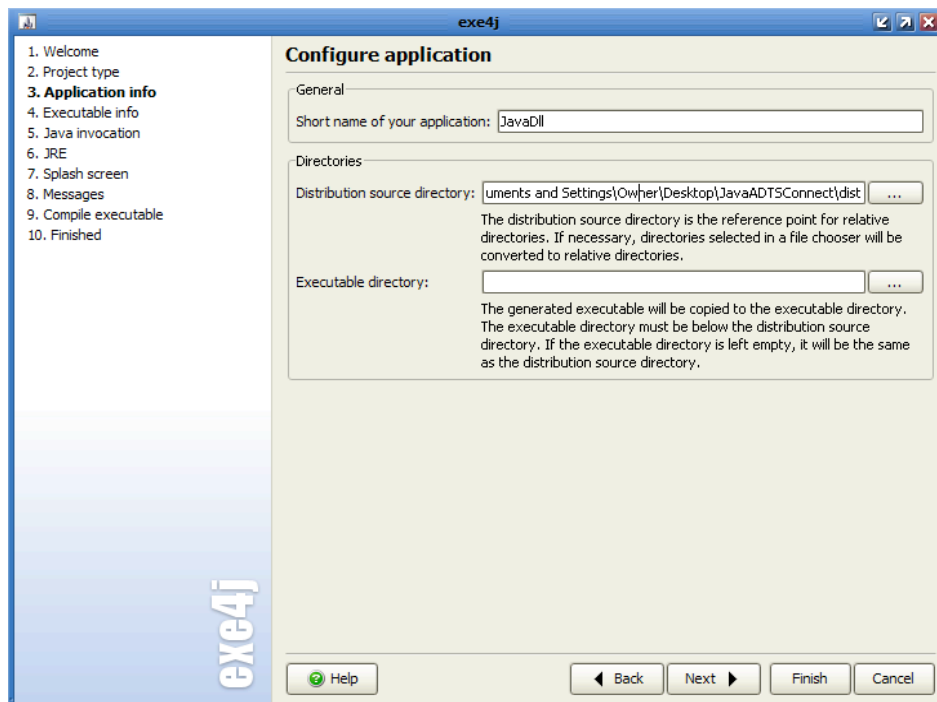 exe4j
1. Welcome
2. Project type
3. Application info
4. Executable info
5. Java invocation
6. JRE
7. Splash screen
8. Messages
9. Compile executable
10. Finished
exe4j
Configure application
General
Short name of your application: JavaDll
Directories
Distribution source directory: uments and Settings\Owher\Desktop\JavaADTSConnect\dist ...
The distribution source directory is the reference point for relative
directories. If necessary, directories selected in a file chooser will be
converted to relative directories.
Executable directory: ...
The generated executable will be copied to the executable directory.
The executable directory must be below the distribution source
directory. If the executable directory is left empty, it will be the same
as the distribution source directory.
Help Back Next Finish Cancel